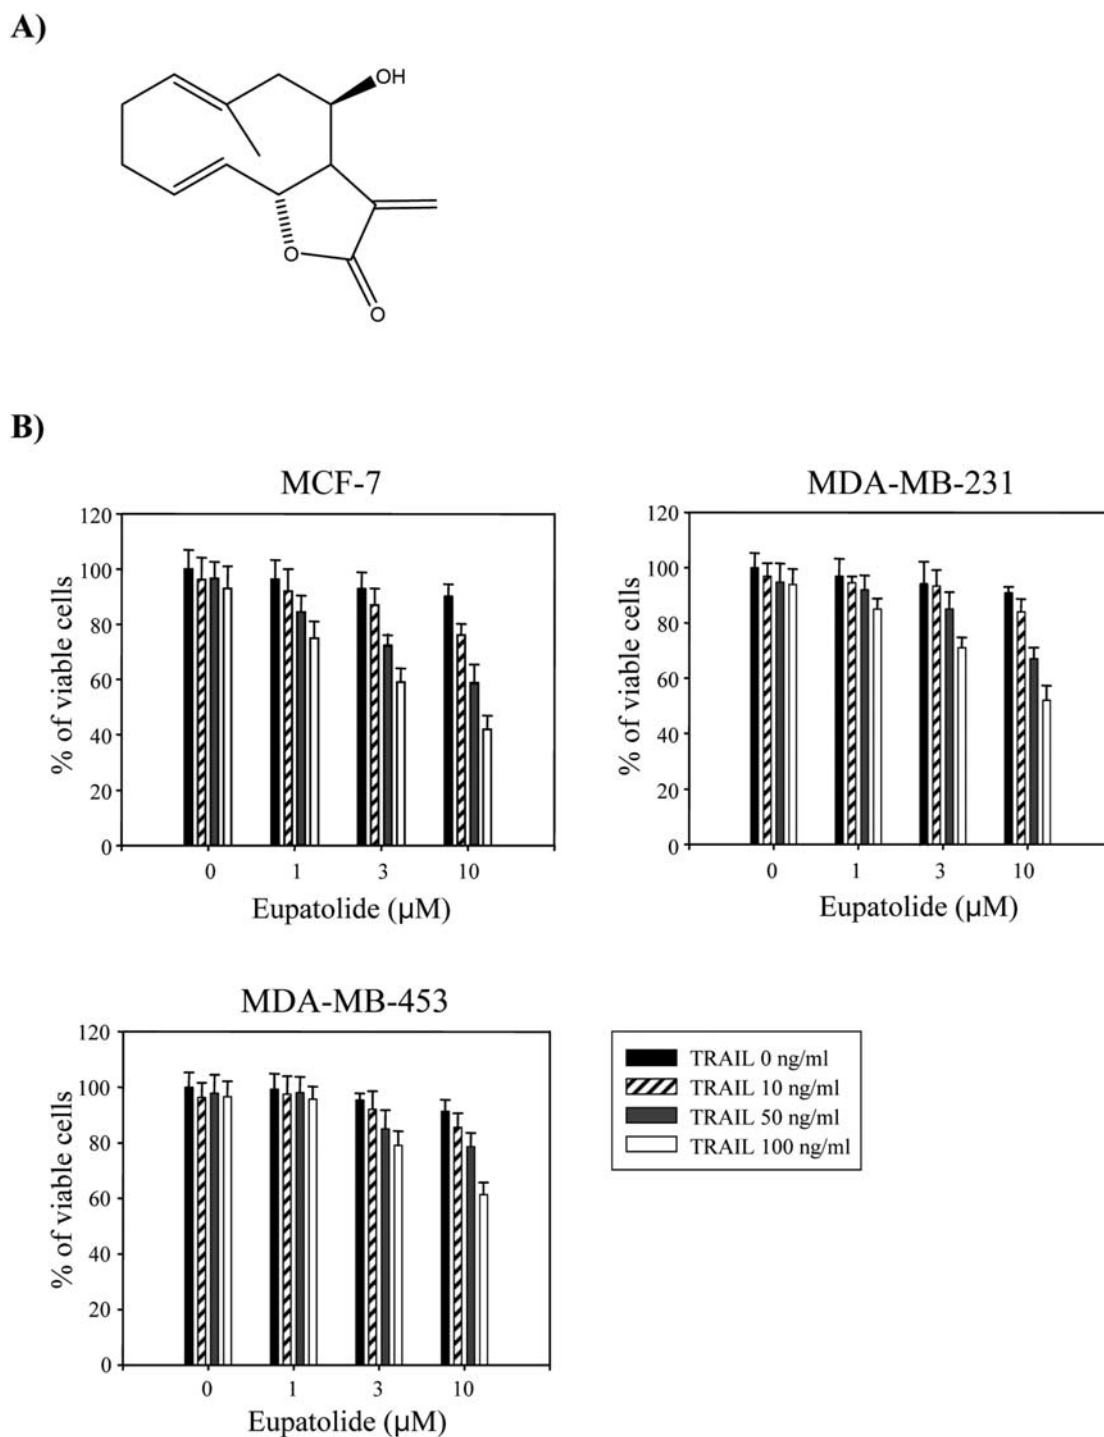 A)
OH
O
O
B)
MCF-7
120
100
80
60
40
20
0
% of viable cells
0 1 3 10
Eupatolide (μM)
MDA-MB-231
120
100
80
60
40
20
0
% of viable cells
0 1 3 10
Eupatolide (μM)
MDA-MB-453
120
100
80
60
40
20
0
% of viable cells
0 1 3 10
Eupatolide (μM)
TRAIL 0 ng/ml
TRAIL 10 ng/ml
TRAIL 50 ng/ml
TRAIL 100 ng/ml